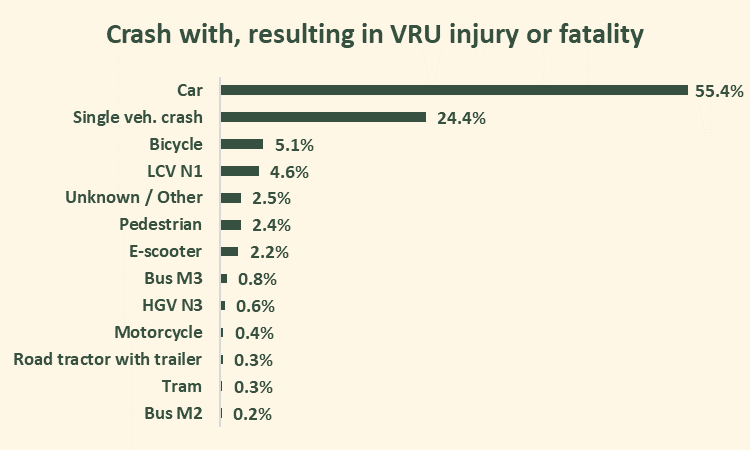 Crash with, resulting in VRU injury or fatality
Car 55.4%
Single veh. crash 24.4%
Bicycle 5.1%
LCV N1 4.6%
Unknown / Other 2.5%
Pedestrian 2.4%
E-scooter 2.2%
Bus M3 0.8%
HGV N3 0.6%
Motorcycle 0.4%
Road tractor with trailer 0.3%
Tram 0.3%
Bus M2 0.2%